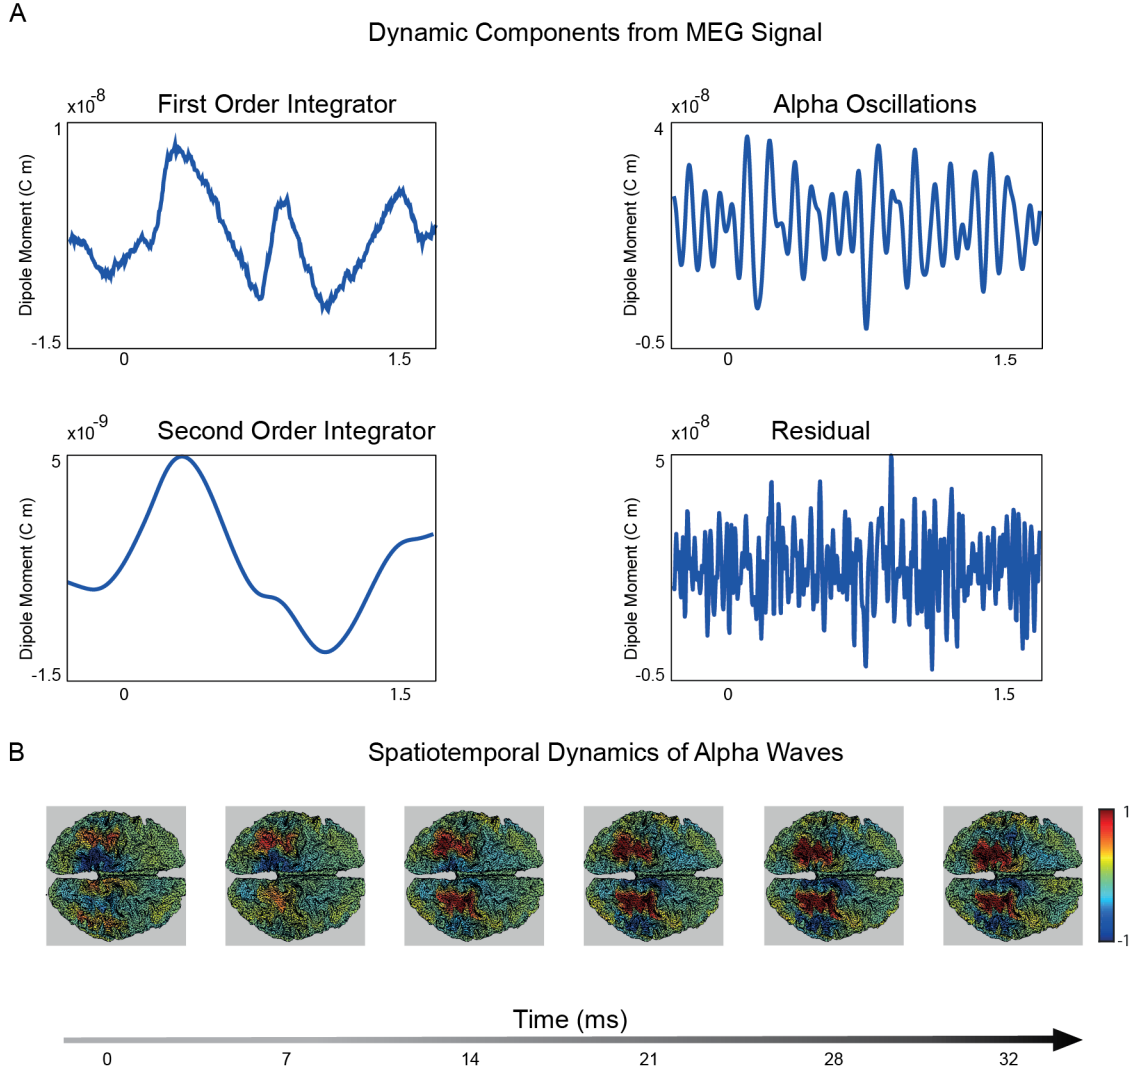 A
Dynamic Components from MEG Signal
x10-8
First Order Integrator
1
Dipole Moment (C m)
-1.5
0
1.5
x10-8
Alpha Oscillations
4
Dipole Moment (C m)
-0.5
0
1.5
x10-9
Second Order Integrator
5
Dipole Moment (C m)
-1.5
0
1.5
x10-8
Residual
5
Dipole Moment (C m)
-0.5
0
1.5
B
Spatiotemporal Dynamics of Alpha Waves
1
-1
Time (ms)
0 7 14 21 28 32